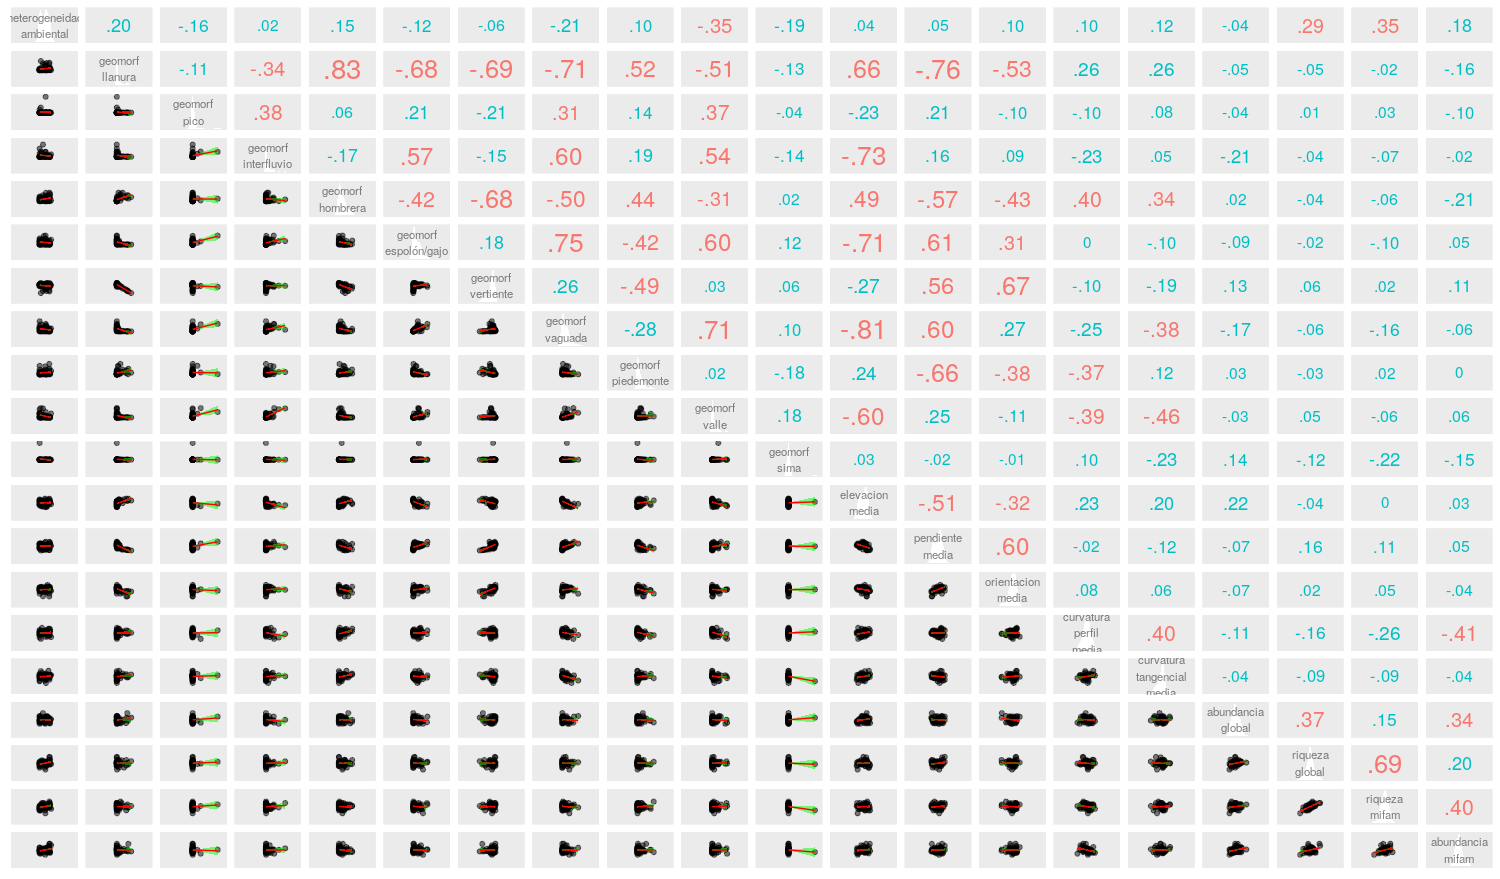 heterogeneidad
ambiental
.20 -.16 .02 .15 -.12 -.06 -.21 .10 -.35 -.19 .04 .05 .10 .10 .12 -.04 .29 .35 .18
geomorf
llanura
-.11 -.34 .83 -.68 -.69 -.71 .52 -.51 -.13 .66 -.76 -.53 .26 .26 -.05 -.05 -.02 -.16
geomorf
pico
.38 .06 .21 -.21 .31 .14 .37 -.04 -.23 .21 -.10 -.10 .08 -.04 .01 .03 -.10
geomorf
interfluvio
-.17 .57 -.15 .60 .19 .54 -.14 -.73 .16 .09 -.23 .05 -.21 -.04 -.07 -.02
geomorf
hombrera
-.42 -.68 -.50 .44 -.31 .02 .49 -.57 -.43 .40 .34 .02 -.04 -.06 -.21
geomorf
espolón/gajo
.18 .75 -.42 .60 .12 -.71 .61 .31 0 -.10 -.09 -.02 -.10 .05
geomorf
vertiente
.26 -.49 .03 .06 -.27 .56 .67 -.10 -.19 .13 .06 .02 .11
geomorf
vaguada
-.28 .71 .10 -.81 .60 .27 -.25 -.38 -.17 -.06 -.16 -.06
geomorf
piedemonte
.02 -.18 .24 -.66 -.38 -.37 .12 .03 -.03 .02 0
geomorf
valle
.18 -.60 .25 -.11 -.39 -.46 -.03 .05 -.06 .06
geomorf
sima
.03 -.02 -.01 .10 -.23 .14 -.12 -.22 -.15
elevacion
media
-.51 -.32 .23 .20 .22 -.04 0 .03
pendiente
media
.60 -.02 -.12 -.07 .16 .11 .05
orientacion
media
.08 .06 -.07 .02 .05 -.04
curvatura
perfil
media
.40 -.11 -.16 -.26 -.41
curvatura
tangencial
media
-.04 -.09 -.09 -.04
abundancia
global
.37 .15 .34
riqueza
global
.69 .20
riqueza
mifam
.40
abundancia
mifam